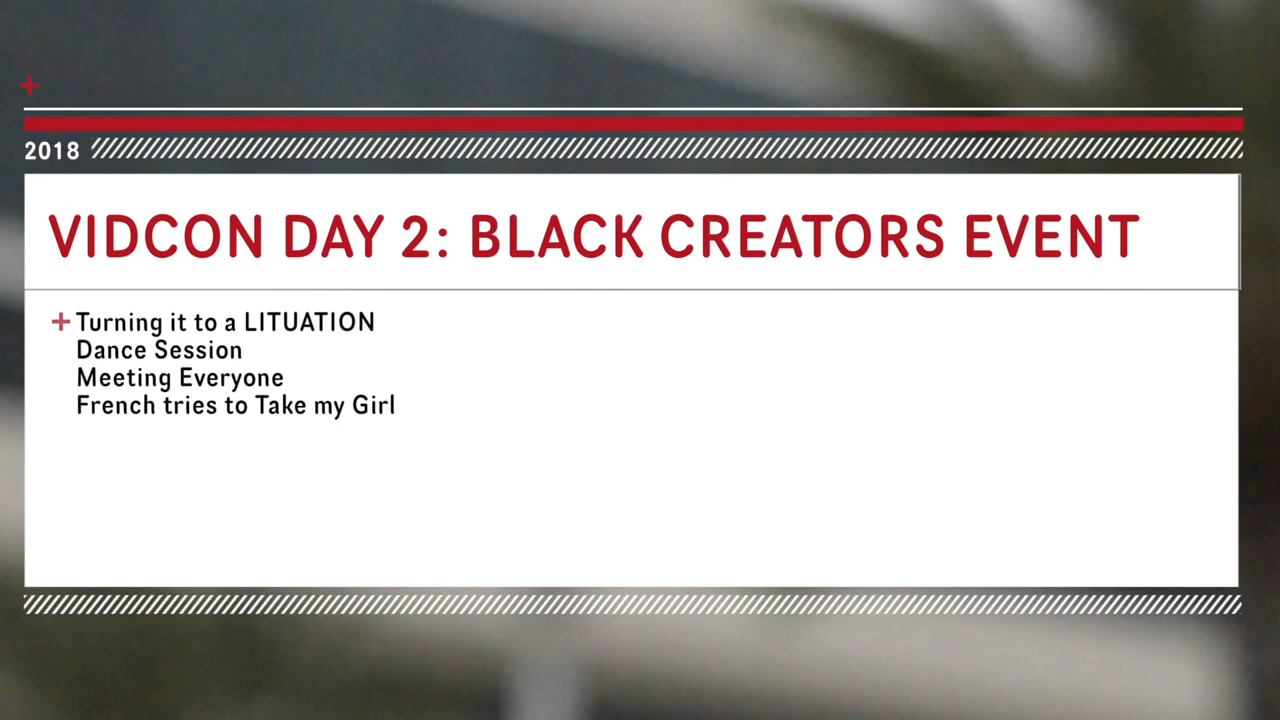 2018
VIDCON DAY 2: BLACK CREATORS EVENT
+ Turning it to a LITUATION
Dance Session
Meeting Everyone
French tries to Take my Girl